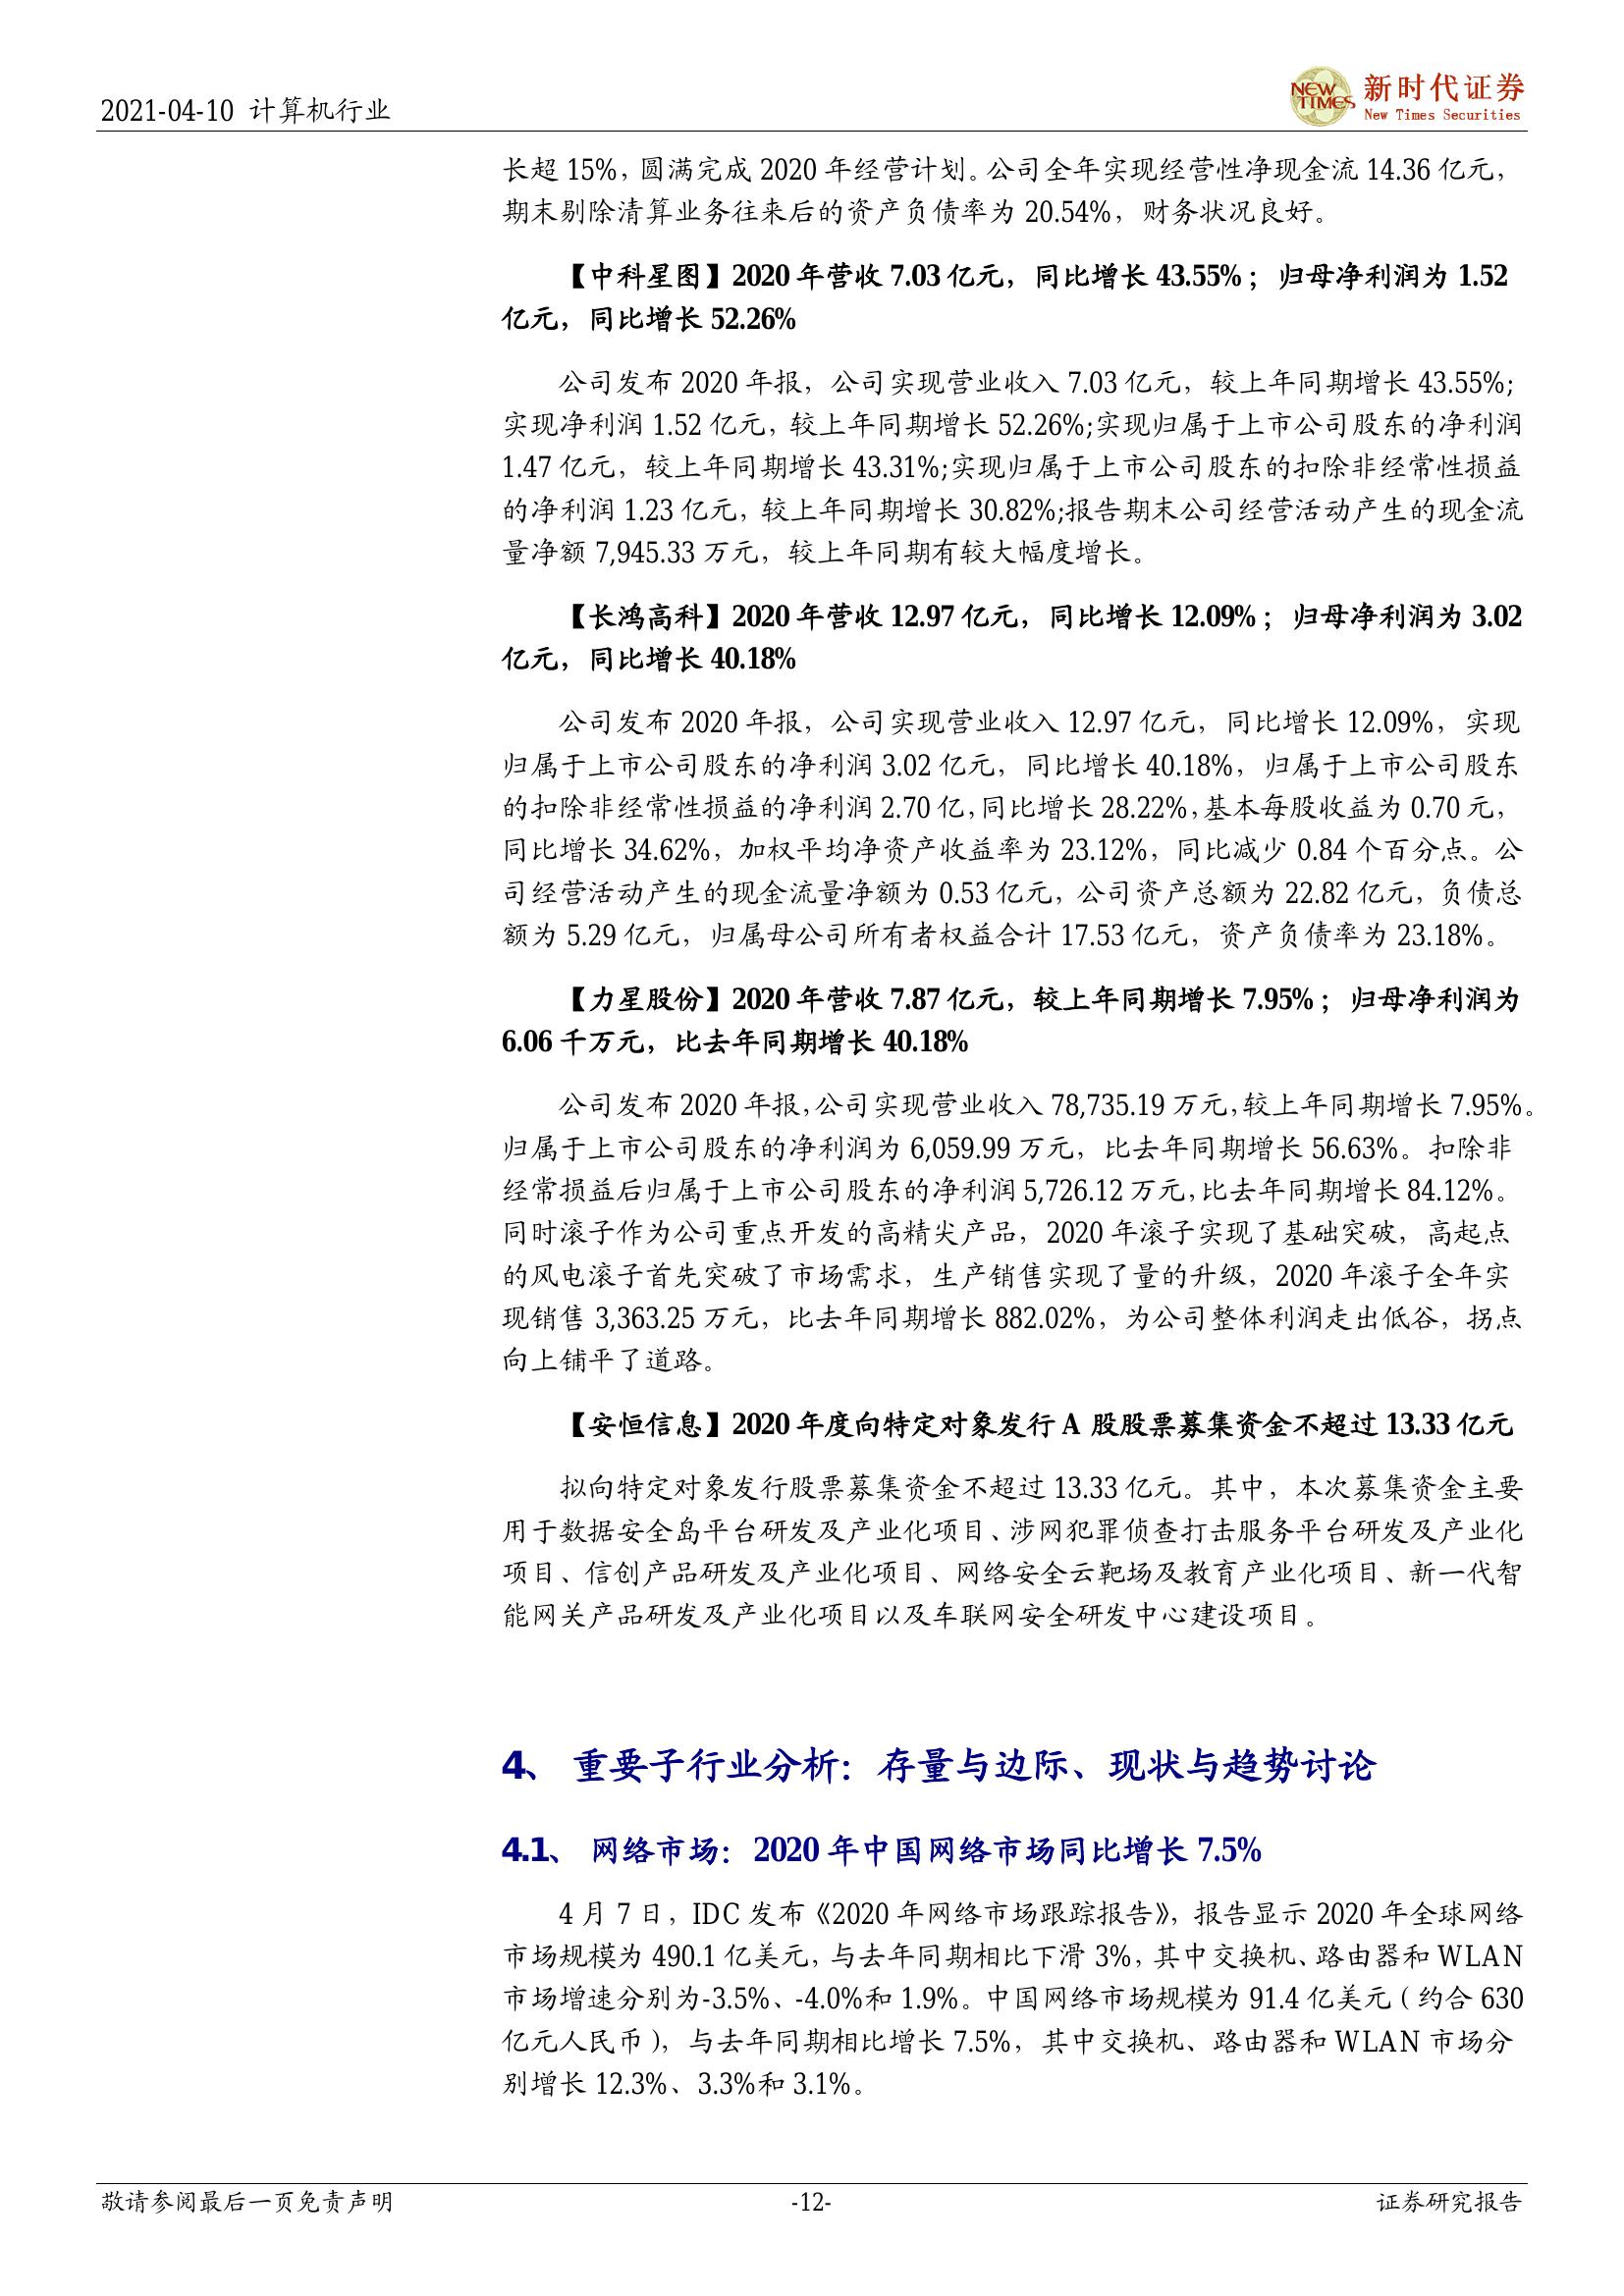 2021-04-10 计算机行业
NEW TIMES
新时代证券
New Times Securities
长超 15%，圆满完成 2020 年经营计划。公司全年实现经营性净现金流 14.36 亿元，
期末剔除清算业务往来后的资产负债率为 20.54%，财务状况良好。
【中科星图】2020 年营收 7.03 亿元，同比增长 43.55%；归母净利润为 1.52
亿元，同比增长 52.26%
公司发布 2020 年报，公司实现营业收入 7.03 亿元，较上年同期增长 43.55%;
实现净利润 1.52 亿元，较上年同期增长 52.26%;实现归属于上市公司股东的净利润
1.47 亿元，较上年同期增长 43.31%;实现归属于上市公司股东的扣除非经常性损益
的净利润 1.23 亿元，较上年同期增长 30.82%;报告期末公司经营活动产生的现金流
量净额 7,945.33 万元，较上年同期有较大幅度增长。
【长鸿高科】2020 年营收 12.97 亿元，同比增长 12.09%；归母净利润为 3.02
亿元，同比增长 40.18%
公司发布 2020 年报，公司实现营业收入 12.97 亿元，同比增长 12.09%，实现
归属于上市公司股东的净利润 3.02 亿元，同比增长 40.18%，归属于上市公司股东
的扣除非经常性损益的净利润 2.70 亿，同比增长 28.22%，基本每股收益为 0.70 元，
同比增长 34.62%，加权平均净资产收益率为 23.12%，同比减少 0.84 个百分点。公
司经营活动产生的现金流量净额为 0.53 亿元，公司资产总额为 22.82 亿元，负债总
额为 5.29 亿元，归属母公司所有者权益合计 17.53 亿元，资产负债率为 23.18%。
【力星股份】2020 年营收 7.87 亿元，较上年同期增长 7.95%；归母净利润为
6.06 千万元，比去年同期增长 40.18%
公司发布 2020 年报，公司实现营业收入 78,735.19 万元，较上年同期增长 7.95%。
归属于上市公司股东的净利润为 6,059.99 万元，比去年同期增长 56.63%。扣除非
经常损益后归属于上市公司股东的净利润 5,726.12 万元，比去年同期增长 84.12%。
同时滚子作为公司重点开发的高精尖产品，2020 年滚子实现了基础突破，高起点
的风电滚子首先突破了市场需求，生产销售实现了量的升级，2020 年滚子全年实
现销售 3,363.25 万元，比去年同期增长 882.02%，为公司整体利润走出低谷，拐点
向上铺平了道路。
【安恒信息】2020 年度向特定对象发行 A 股股票募集资金不超过 13.33 亿元
拟向特定对象发行股票募集资金不超过 13.33 亿元。其中，本次募集资金主要
用于数据安全岛平台研发及产业化项目、涉网犯罪侦查打击服务平台研发及产业化
项目、信创产品研发及产业化项目、网络安全云靶场及教育产业化项目、新一代智
能网关产品研发及产业化项目以及车联网安全研发中心建设项目。
4、 重要子行业分析：存量与边际、现状与趋势讨论
4.1、 网络市场：2020 年中国网络市场同比增长 7.5%
4 月 7 日，IDC 发布《2020 年网络市场跟踪报告》，报告显示 2020 年全球网络
市场规模为 490.1 亿美元，与去年同期相比下滑 3%，其中交换机、路由器和 WLAN
市场增速分别为-3.5%、-4.0%和 1.9%。中国网络市场规模为 91.4 亿美元（约合 630
亿元人民币），与去年同期相比增长 7.5%，其中交换机、路由器和 WLAN 市场分
别增长 12.3%、3.3%和 3.1%。
敬请参阅最后一页免责声明
-12-
证券研究报告